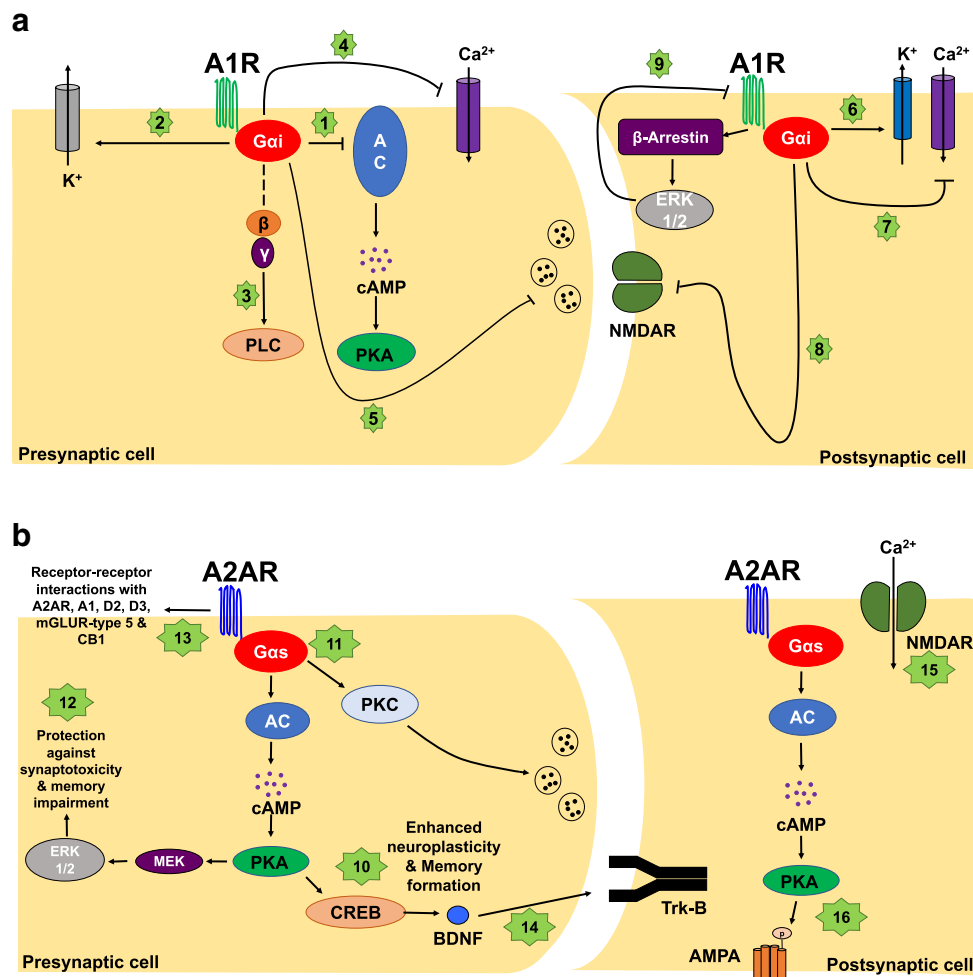 a
4
A1R
Ca²⁺
9
A1R
K⁺
Ca²⁺
2
1
6
Gαi
A
C
β-Arrestin
Gαi
K⁺
β
γ
ERK
1/2
7
cAMP
3
NMDAR
PLC
PKA
8
5
Presynaptic cell
Postsynaptic cell
b
Receptor-receptor
interactions with
A2AR, A1, D2, D3,
mGLUR-type 5 &
CB1
A2AR
A2AR
Ca²⁺
13
Gαs
11
Gαs
NMDAR
15
12
PKC
AC
AC
Protection
against
synaptotoxicity
& memory
impairment
cAMP
cAMP
Enhanced
neuroplasticity
& Memory
formation
ERK
1/2
MEK
PKA
10
PKA
Trk-B
CREB
BDNF
14
16
p
AMPA
Presynaptic cell
Postsynaptic cell